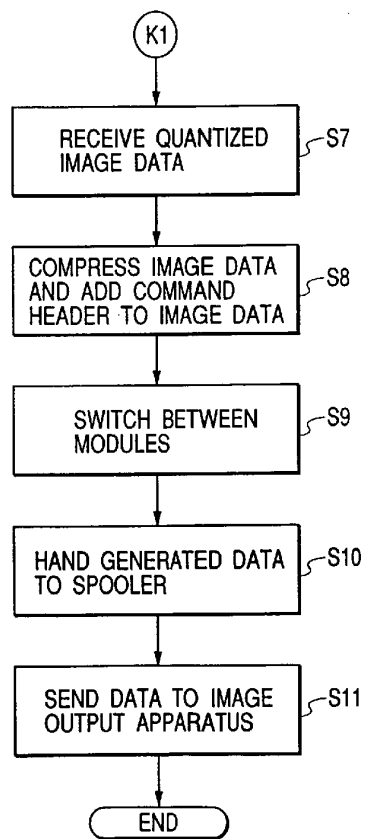 K1
RECEIVE QUANTIZED
IMAGE DATA
S7
COMPRESS IMAGE DATA
AND ADD COMMAND
HEADER TO IMAGE DATA
S8
SWITCH BETWEEN
MODULES
S9
HAND GENERATED DATA
TO SPOOLER
S10
SEND DATA TO IMAGE
OUTPUT APPARATUS
S11
END